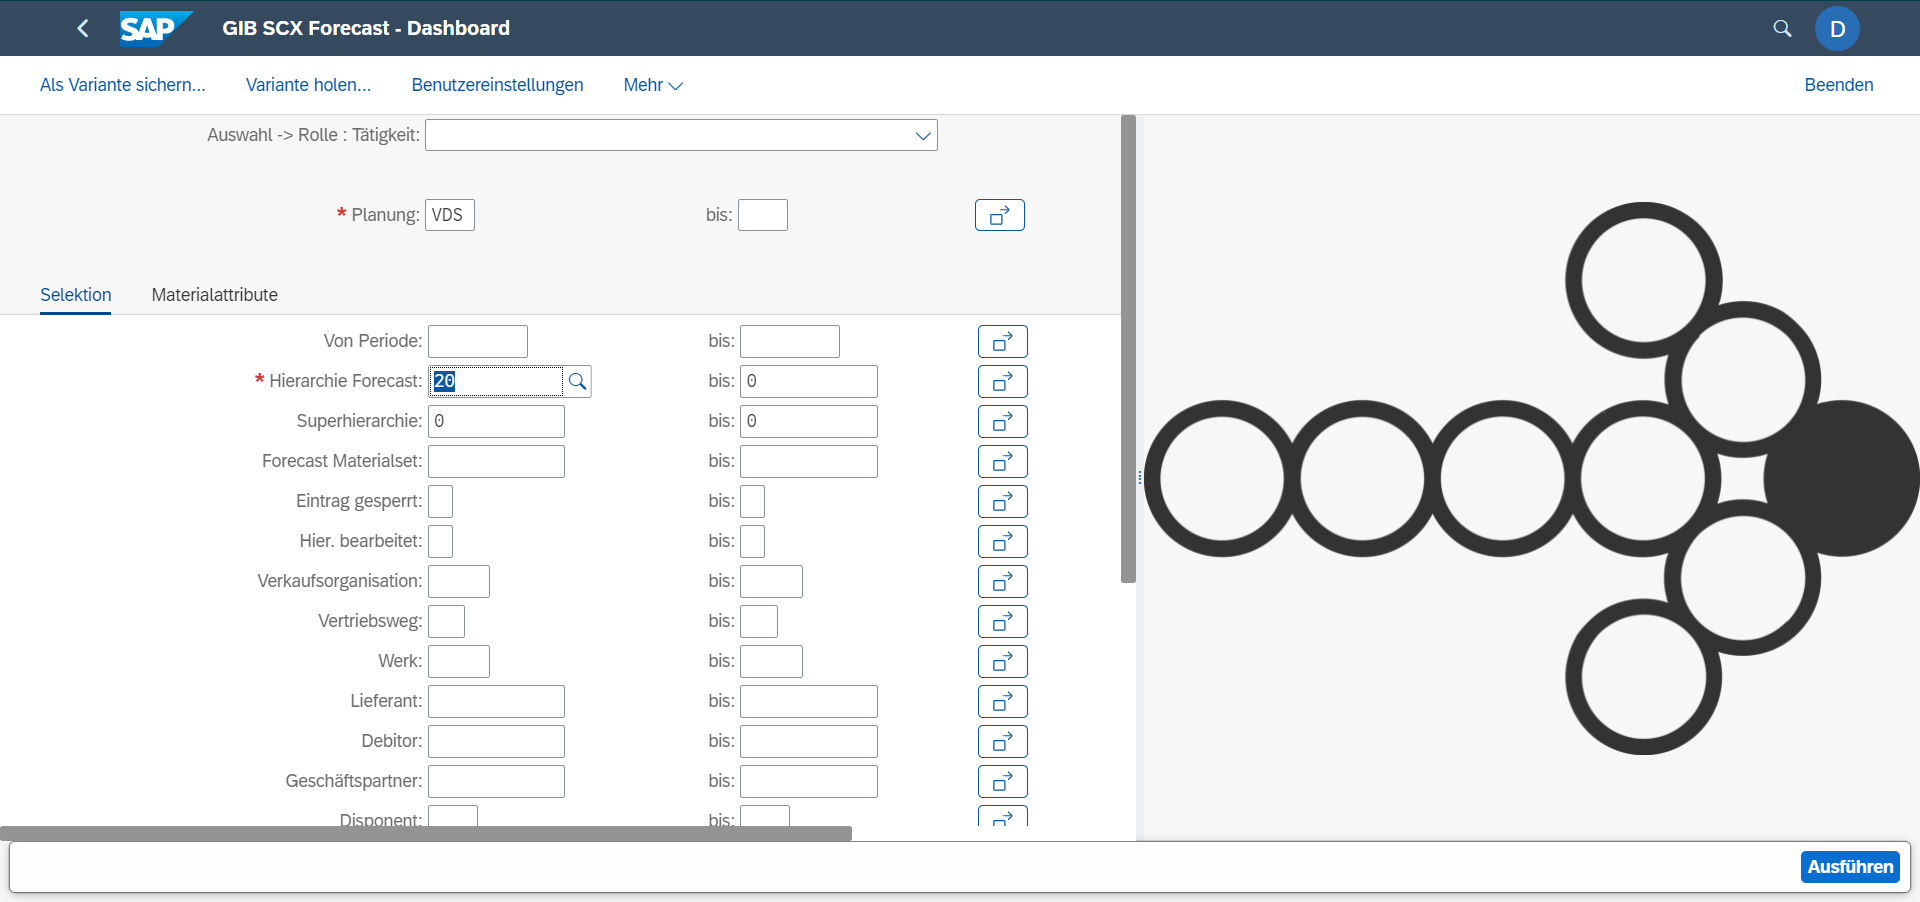 SAP GIB SCX Forecast - Dashboard D
Als Variante sichern... Variante holen... Benutzereinstellungen Mehr Beenden
Auswahl -> Rolle : Tätigkeit:
* Planung: VDS bis:
Selektion Materialattribute
Von Periode: bis:
* Hierarchie Forecast: 20 bis: 0
Superhierarchie: 0 bis: 0
Forecast Materialset: bis:
Eintrag gesperrt: bis:
Hier. bearbeitet: bis:
Verkaufsorganisation: bis:
Vertriebsweg: bis:
Werk: bis:
Lieferant: bis:
Debitor: bis:
Geschäftspartner: bis:
Disponent: bis:
Ausführen